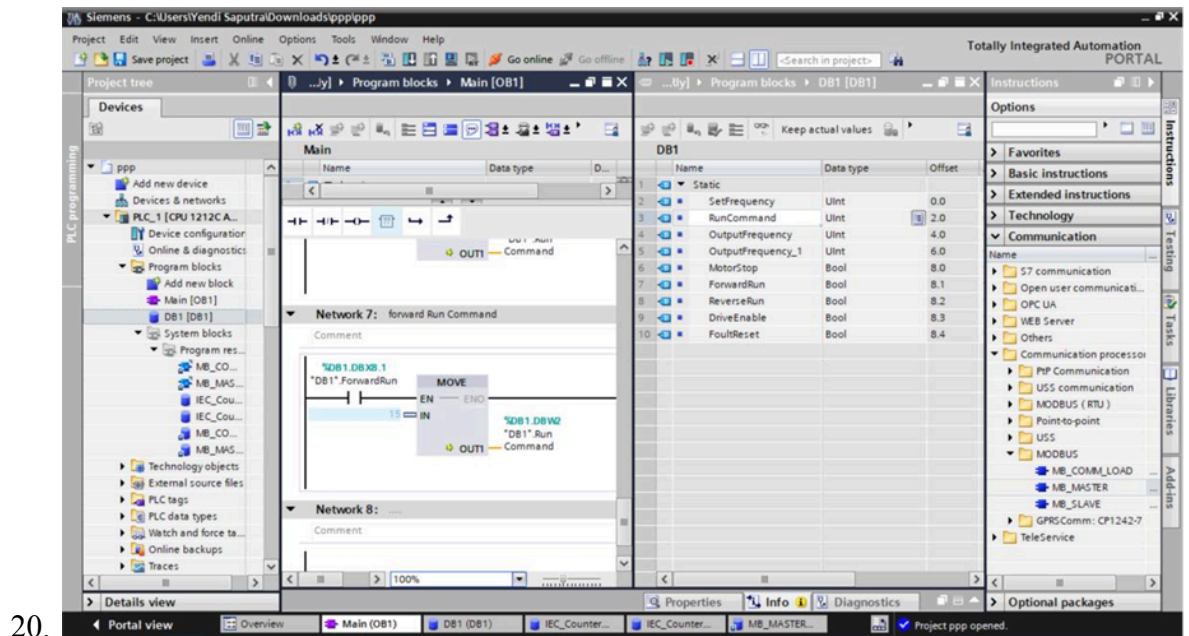 Siemens - C:\Users\Yendi Saputra\Downloads\ppp\ppp
Project Edit View Insert Online Options Tools Window Help
Totally Integrated Automation
PORTAL
Save project
Go online
Go offline
<Search in project>
Project tree
Devices
PLC programming
ppp
Add new device
Devices & networks
PLC_1 [CPU 1212C A...
Device configuration
Online & diagnostics
Program blocks
Add new block
Main [OB1]
DB1 [DB1]
System blocks
Program res...
MB_CO...
MB_MAS...
IEC_Cou...
IEC_Cou...
MB_CO...
MB_MAS...
Technology objects
External source files
PLC tags
PLC data types
Watch and force ta...
Online backups
Traces
Details view
...ly] ▸ Program blocks ▸ Main [OB1]
Main
Name Data type D...
OUT1 Command
Network 7: forward Run Command
Comment
%DB1.DBX8.1
"DB1".ForwardRun
MOVE
EN ENO
15 IN
%DB1.DBW2
"DB1".Run
OUT1 Command
Network 8: ....
Comment
100%
...lly] ▸ Program blocks ▸ DB1 [DB1]
Keep actual values
DB1
Name Data type Offset
1 Static
2 SetFrequency UInt 0.0
3 RunCommand UInt 2.0
4 OutputFrequency UInt 4.0
5 OutputFrequency_1 UInt 6.0
6 MotorStop Bool 8.0
7 ForwardRun Bool 8.1
8 ReverseRun Bool 8.2
9 DriveEnable Bool 8.3
10 FoultReset Bool 8.4
Properties Info Diagnostics
Instructions
Options
Favorites
Basic instructions
Extended instructions
Technology
Communication
Name
S7 communication
Open user communicati...
OPC UA
WEB Server
Others
Communication processor
PtP Communication
USS communication
MODBUS (RTU)
Point-to-point
USS
MODBUS
MB_COMM_LOAD ...
MB_MASTER ...
MB_SLAVE ...
GPRSComm: CP1242-7
TeleService
Optional packages
Instructions
Testing
Tasks
Libraries
Add-ins
20.
Portal view
Overview
Main (OB1)
DB1 (DB1)
IEC_Counter...
IEC_Counter...
MB_MASTER...
Project ppp opened.